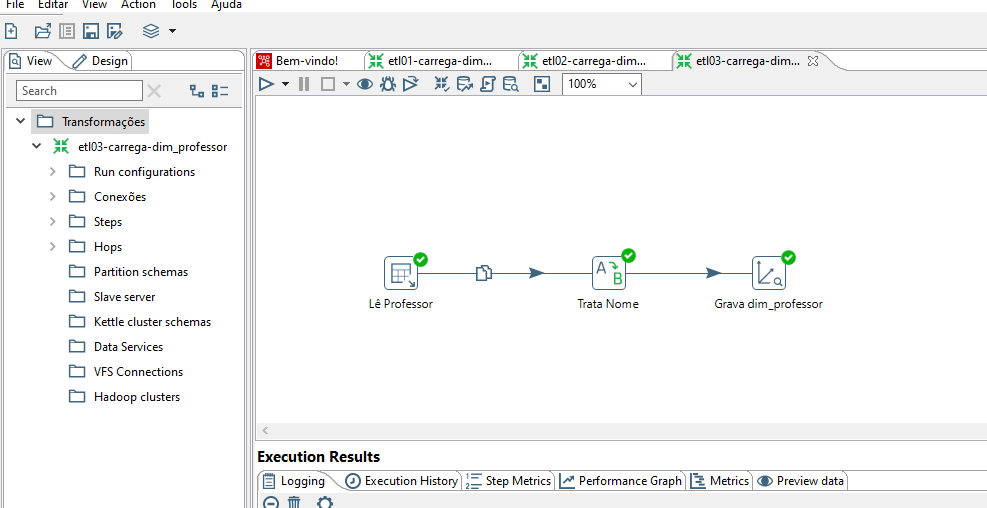 File Editar View Action Tools Ajuda
View Design
Search
Transformações
etl03-carrega-dim_professor
Run configurations
Conexões
Steps
Hops
Partition schemas
Slave server
Kettle cluster schemas
Data Services
VFS Connections
Hadoop clusters
Bem-vindo! etl01-carrega-dim... etl02-carrega-dim... etl03-carrega-dim...
100%
A B
Lê Professor Trata Nome Grava dim_professor
Execution Results
Logging Execution History Step Metrics Performance Graph Metrics Preview data